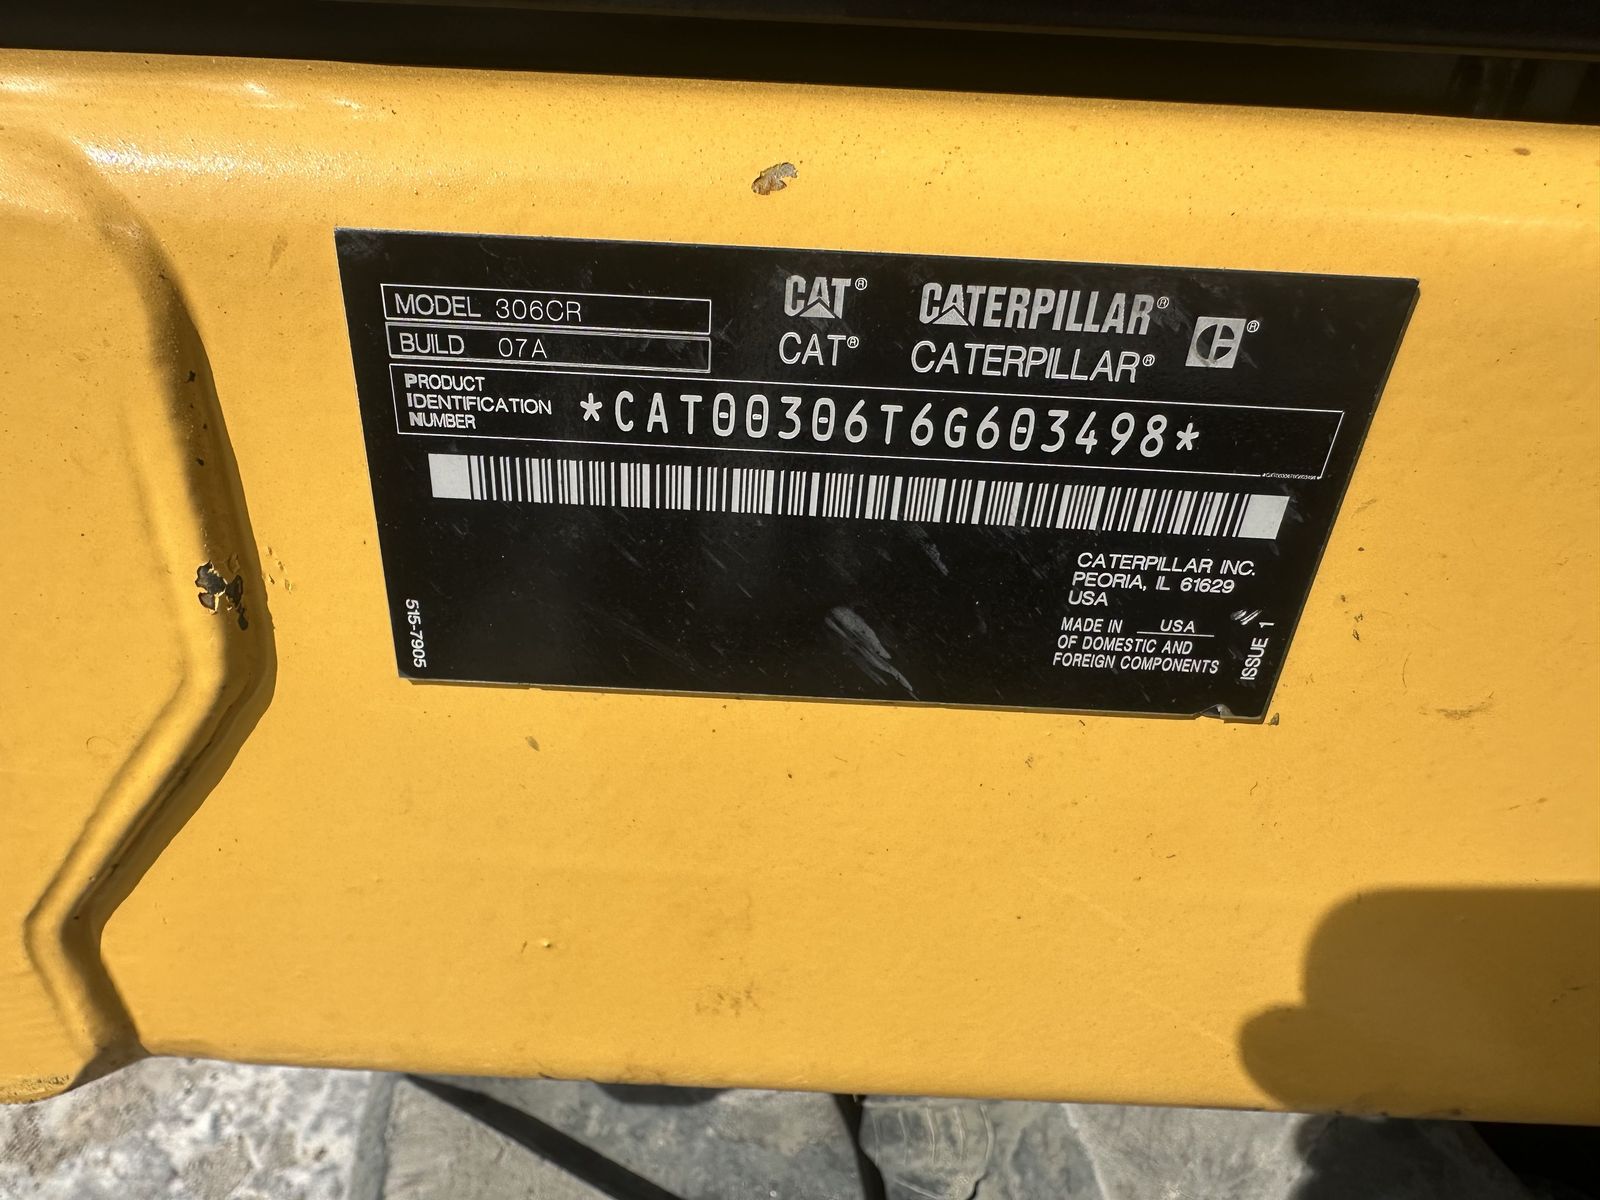 MODEL 306CR
BUILD 07A
CAT® CATERPILLAR® ®
CAT® CATERPILLAR®
PRODUCT
IDENTIFICATION
NUMBER
*CAT00306T6G603498*
CATERPILLAR INC.
PEORIA, IL 61629
USA
MADE IN USA
OF DOMESTIC AND
FOREIGN COMPONENTS
515-7905
ISSUE 1